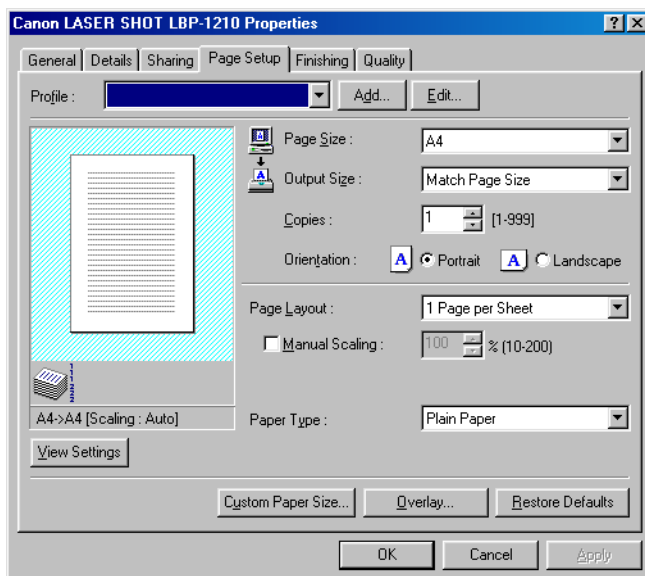 Canon LASER SHOT LBP-1210 Properties
General Details Sharing Page Setup Finishing Quality
Profile : Add... Edit...
Page Size : A4
Output Size : Match Page Size
Copies : 1 [1-999]
Orientation : A Portrait A Landscape
Page Layout : 1 Page per Sheet
Manual Scaling : 100 % (10-200)
A4->A4 [Scaling : Auto]
Paper Type : Plain Paper
View Settings
Custom Paper Size... Overlay... Restore Defaults
OK Cancel Apply